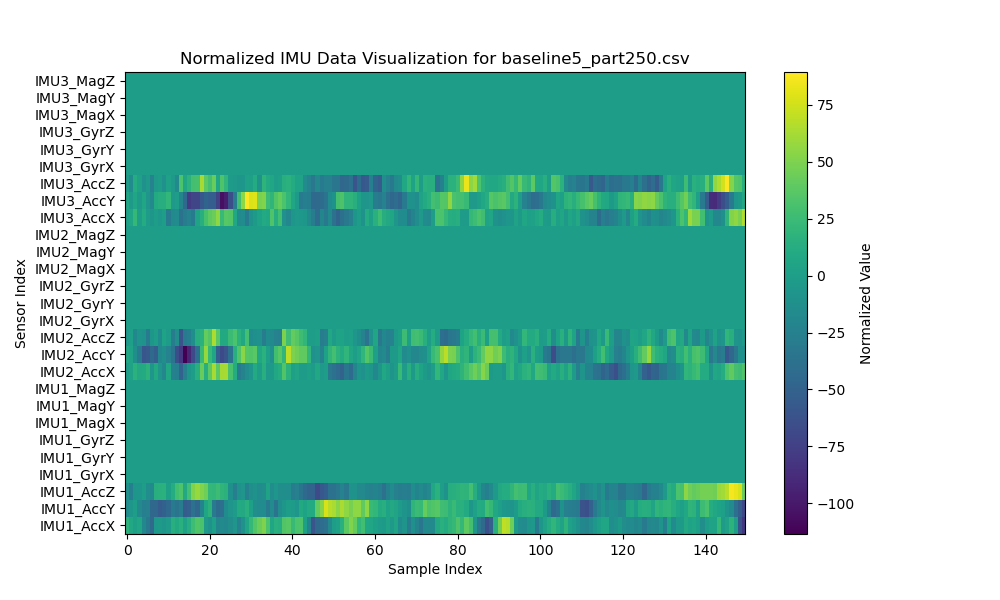 Normalized IMU Data Visualization for baseline5_part250.csv
IMU3_MagZ
IMU3_MagY
IMU3_MagX
IMU3_GyrZ
IMU3_GyrY
IMU3_GyrX
IMU3_AccZ
IMU3_AccY
IMU3_AccX
IMU2_MagZ
IMU2_MagY
IMU2_MagX
IMU2_GyrZ
IMU2_GyrY
IMU2_GyrX
IMU2_AccZ
IMU2_AccY
IMU2_AccX
IMU1_MagZ
IMU1_MagY
IMU1_MagX
IMU1_GyrZ
IMU1_GyrY
IMU1_GyrX
IMU1_AccZ
IMU1_AccY
IMU1_AccX
Sensor Index
0 20 40 60 80 100 120 140
Sample Index
75
50
25
0
−25
−50
−75
−100
Normalized Value